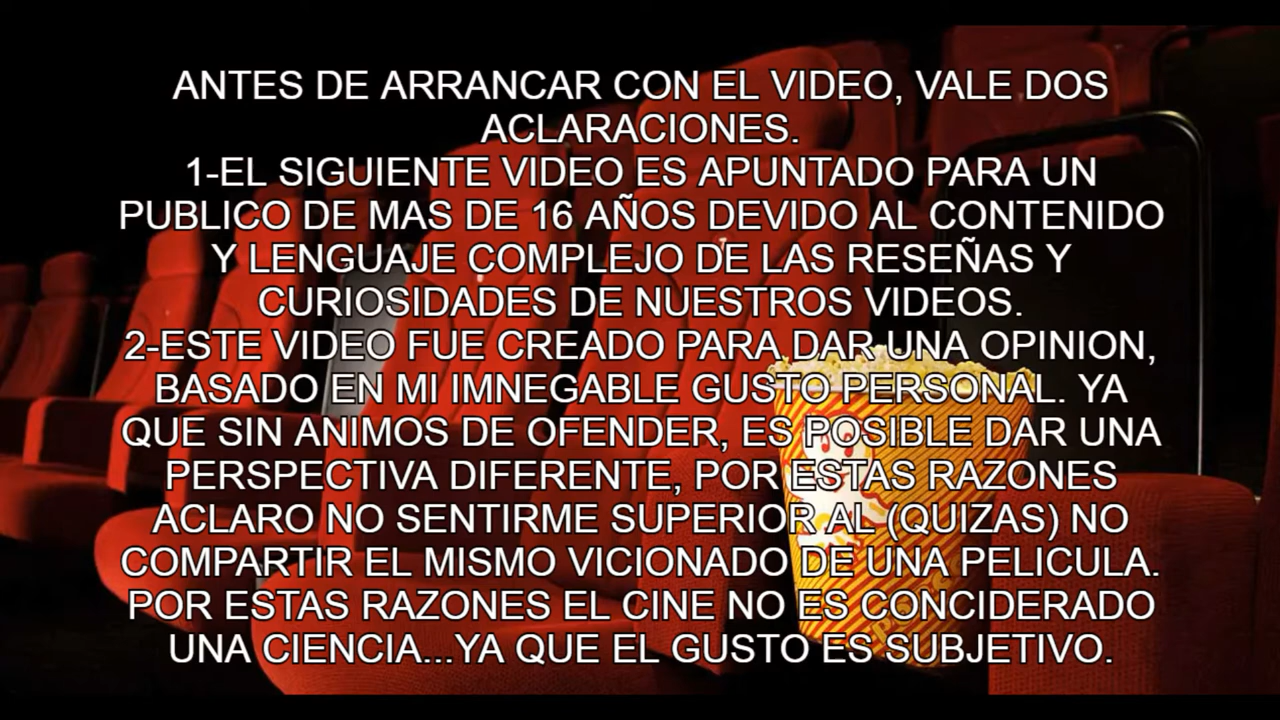 ANTES DE ARRANCAR CON EL VIDEO, VALE DOS
ACLARACIONES.
1-EL SIGUIENTE VIDEO ES APUNTADO PARA UN
PUBLICO DE MAS DE 16 AÑOS DEVIDO AL CONTENIDO
Y LENGUAJE COMPLEJO DE LAS RESEÑAS Y
CURIOSIDADES DE NUESTROS VIDEOS.
2-ESTE VIDEO FUE CREADO PARA DAR UNA OPINION,
BASADO EN MI IMNEGABLE GUSTO PERSONAL. YA
QUE SIN ANIMOS DE OFENDER, ES POSIBLE DAR UNA
PERSPECTIVA DIFERENTE, POR ESTAS RAZONES
ACLARO NO SENTIRME SUPERIOR AL (QUIZAS) NO
COMPARTIR EL MISMO VICIONADO DE UNA PELICULA.
POR ESTAS RAZONES EL CINE NO ES CONCIDERADO
UNA CIENCIA...YA QUE EL GUSTO ES SUBJETIVO.